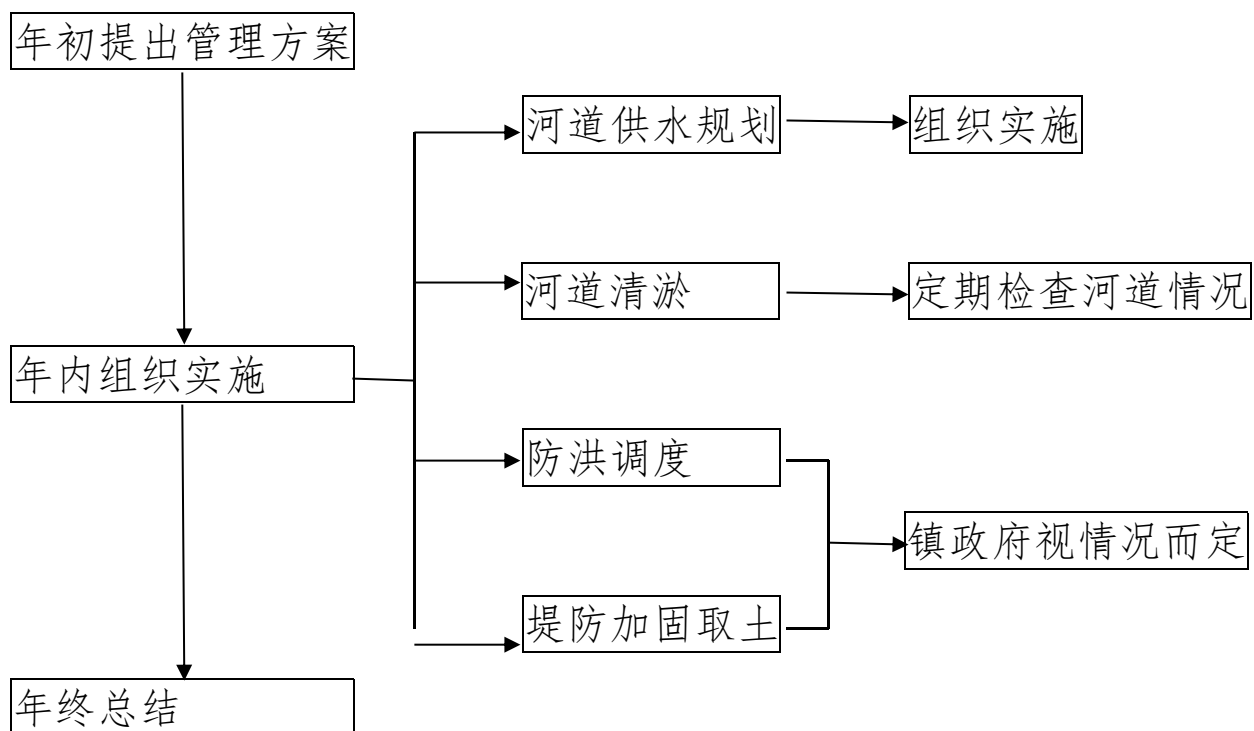 年初提出管理方案
河道供水规划
组织实施
河道清淤
定期检查河道情况
年内组织实施
防洪调度
镇政府视情况而定
堤防加固取土
年终总结